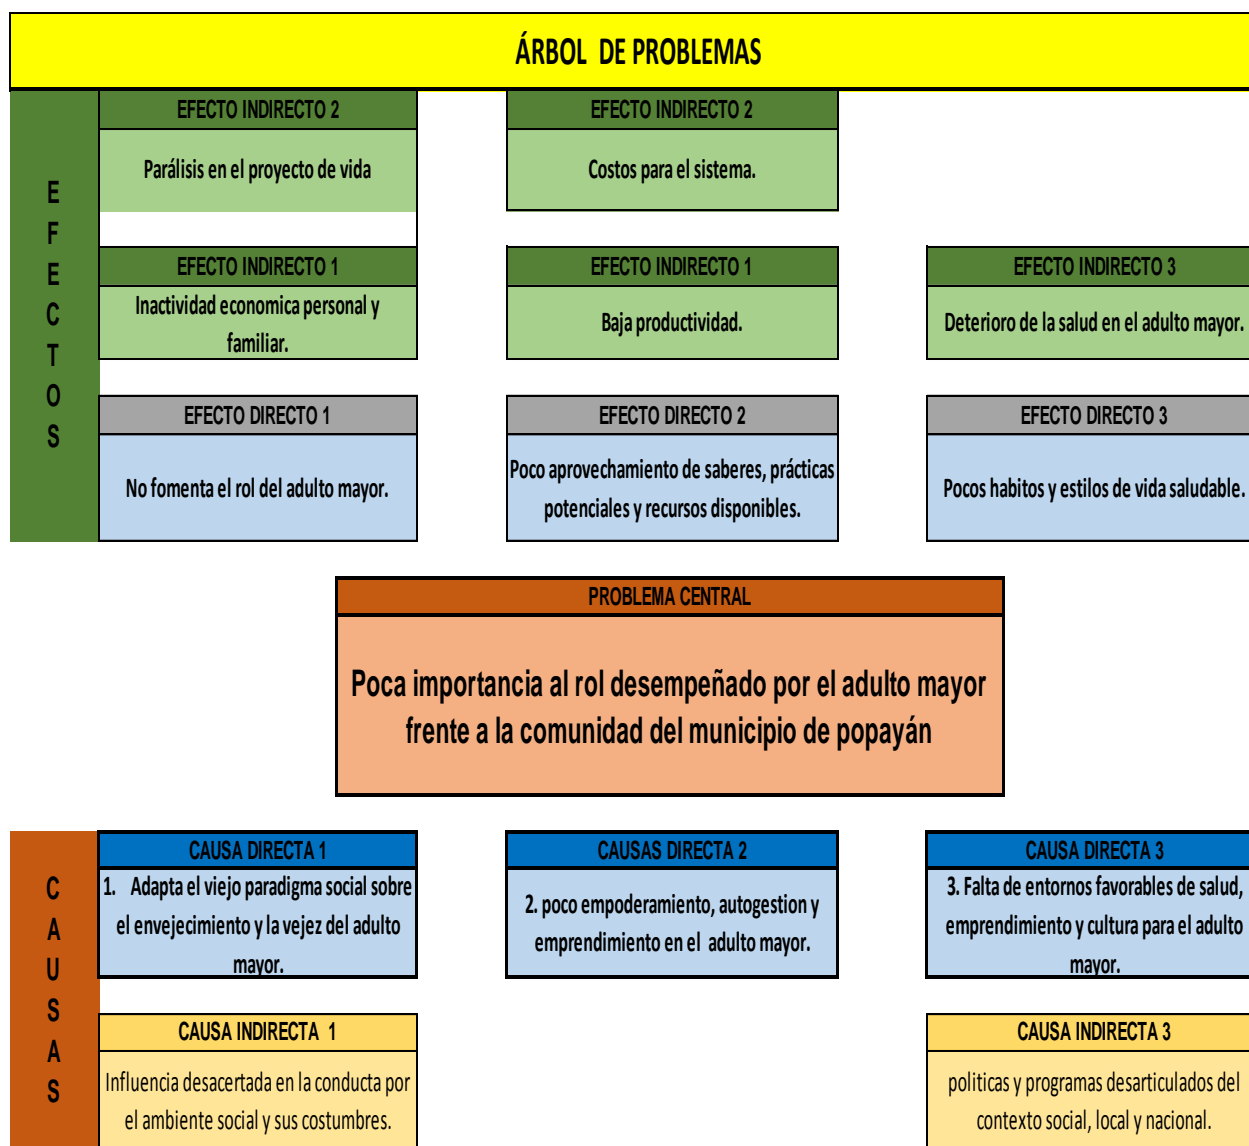 ÁRBOL DE PROBLEMAS
EFECTOS
EFECTO INDIRECTO 2
Parálisis en el proyecto de vida
EFECTO INDIRECTO 2
Costos para el sistema.
EFECTO INDIRECTO 1
Inactividad economica personal y
familiar.
EFECTO INDIRECTO 1
Baja productividad.
EFECTO INDIRECTO 3
Deterioro de la salud en el adulto mayor.
EFECTO DIRECTO 1
No fomenta el rol del adulto mayor.
EFECTO DIRECTO 2
Poco aprovechamiento de saberes, prácticas
potenciales y recursos disponibles.
EFECTO DIRECTO 3
Pocos habitos y estilos de vida saludable.
PROBLEMA CENTRAL
Poca importancia al rol desempeñado por el adulto mayor
frente a la comunidad del municipio de popayán
CAUSAS
CAUSA DIRECTA 1
1. Adapta el viejo paradigma social sobre
el envejecimiento y la vejez del adulto
mayor.
CAUSAS DIRECTA 2
2. poco empoderamiento, autogestion y
emprendimiento en el adulto mayor.
CAUSA DIRECTA 3
3. Falta de entornos favorables de salud,
emprendimiento y cultura para el adulto
mayor.
CAUSA INDIRECTA 1
Influencia desacertada en la conducta por
el ambiente social y sus costumbres.
CAUSA INDIRECTA 3
politicas y programas desarticulados del
contexto social, local y nacional.